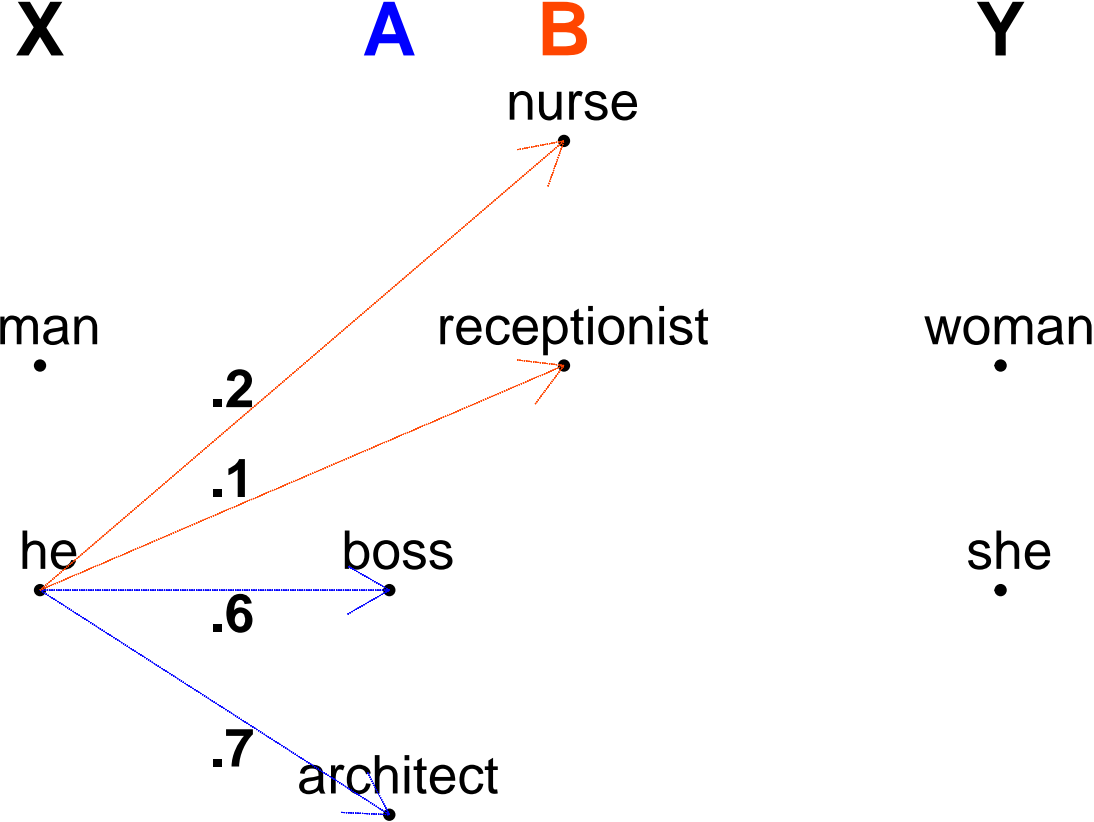 X A B Y
nurse
man receptionist woman
.2
.1
he boss she
.6
.7
architect